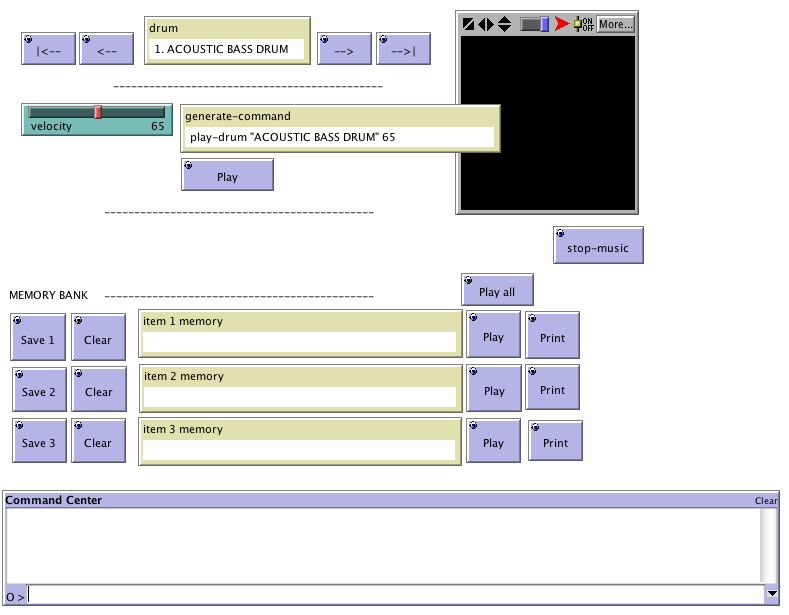 drum
|<-- <-- 1. ACOUSTIC BASS DRUM --> -->|
ON
OFF
More...
---------------------------------------------
velocity 65
generate-command
play-drum "ACOUSTIC BASS DRUM" 65
Play
---------------------------------------------
stop-music
MEMORY BANK ---------------------------------------------
Play all
item 1 memory
Save 1 Clear Play Print
item 2 memory
Save 2 Clear Play Print
item 3 memory
Save 3 Clear Play Print
Command Center Clear
O >